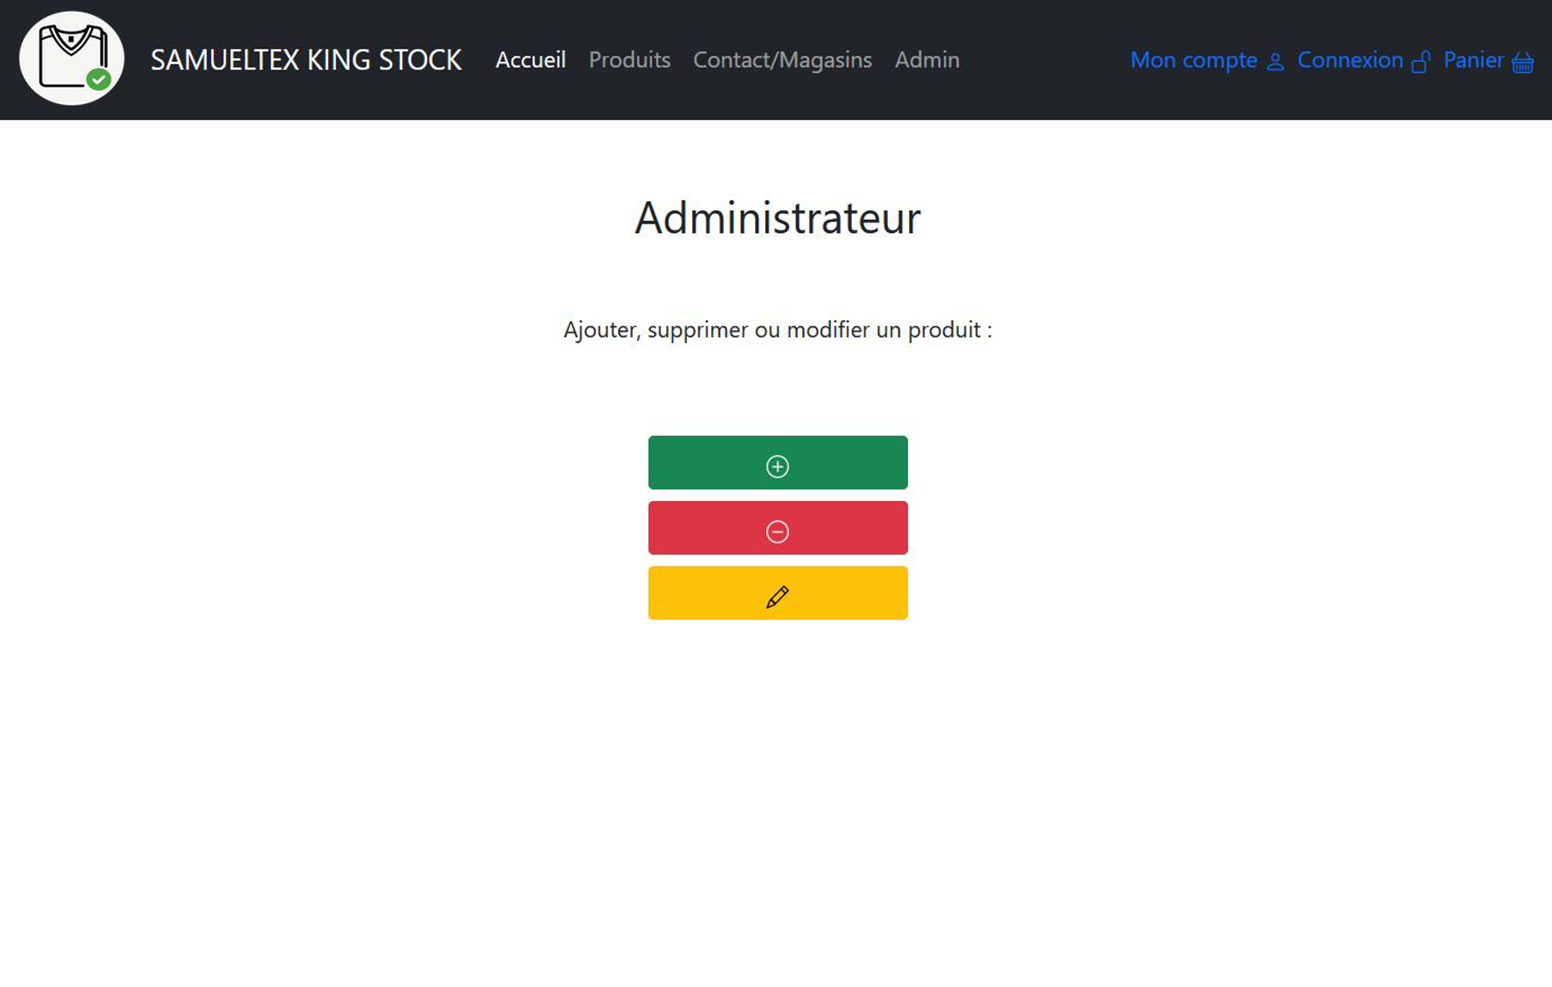 SAMUELTEX KING STOCK Accueil Produits Contact/Magasins Admin Mon compte Connexion Panier
Administrateur
Ajouter, supprimer ou modifier un produit :